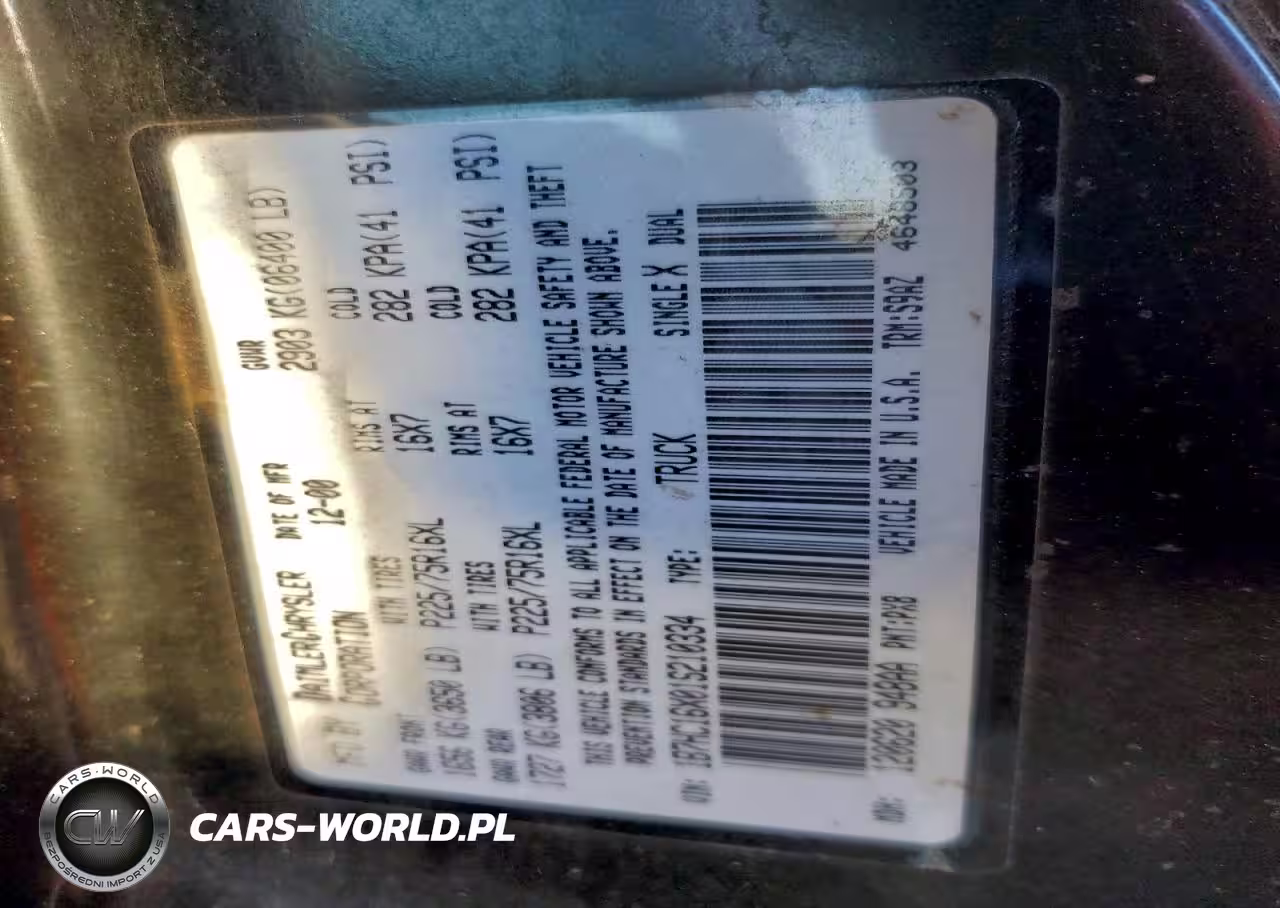 MFD BY DAIMLERCHRYSLER CORPORATION
DATE OF MFR
12-00
GVWR
2903 KG(06400 LB)
GAWR FRONT WITH TIRES RIMS AT COLD
1656 KG(3650 LB) P225/75R16XL 16X7 282 KPA(41 PSI)
GAWR REAR WITH TIRES RIMS AT COLD
1727 KG(3806 LB) P225/75R16XL 16X7 282 KPA(41 PSI)
THIS VEHICLE CONFORMS TO ALL APPLICABLE FEDERAL MOTOR VEHICLE SAFETY AND THEFT
PREVENTION STANDARDS IN EFFECT ON THE DATE OF MANUFACTURE SHOWN ABOVE.
VIN: 1B7HC16X01S210334 TYPE: TRUCK SINGLE X DUAL
MDH: 120620 948AA PNT:PXB VEHICLE MADE IN U.S.A. TRM:S9AZ
CARS-WORLD
CW
BEZPOŚREDNI IMPORT Z USA
CARS-WORLD.PL